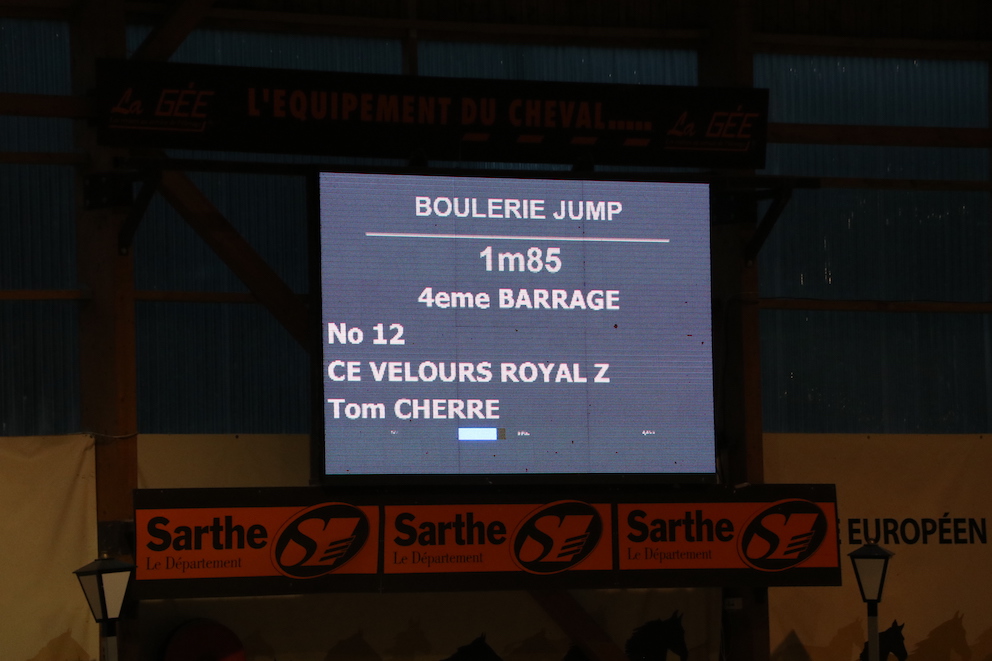 La GÉE L'EQUIPEMENT DU CHEVAL..... La GÉE
BOULERIE JUMP
1m85
4eme BARRAGE
No 12
CE VELOURS ROYAL Z
Tom CHERRE
Sarthe Sarthe Sarthe
Le Département Le Département Le Département
EUROPÉEN